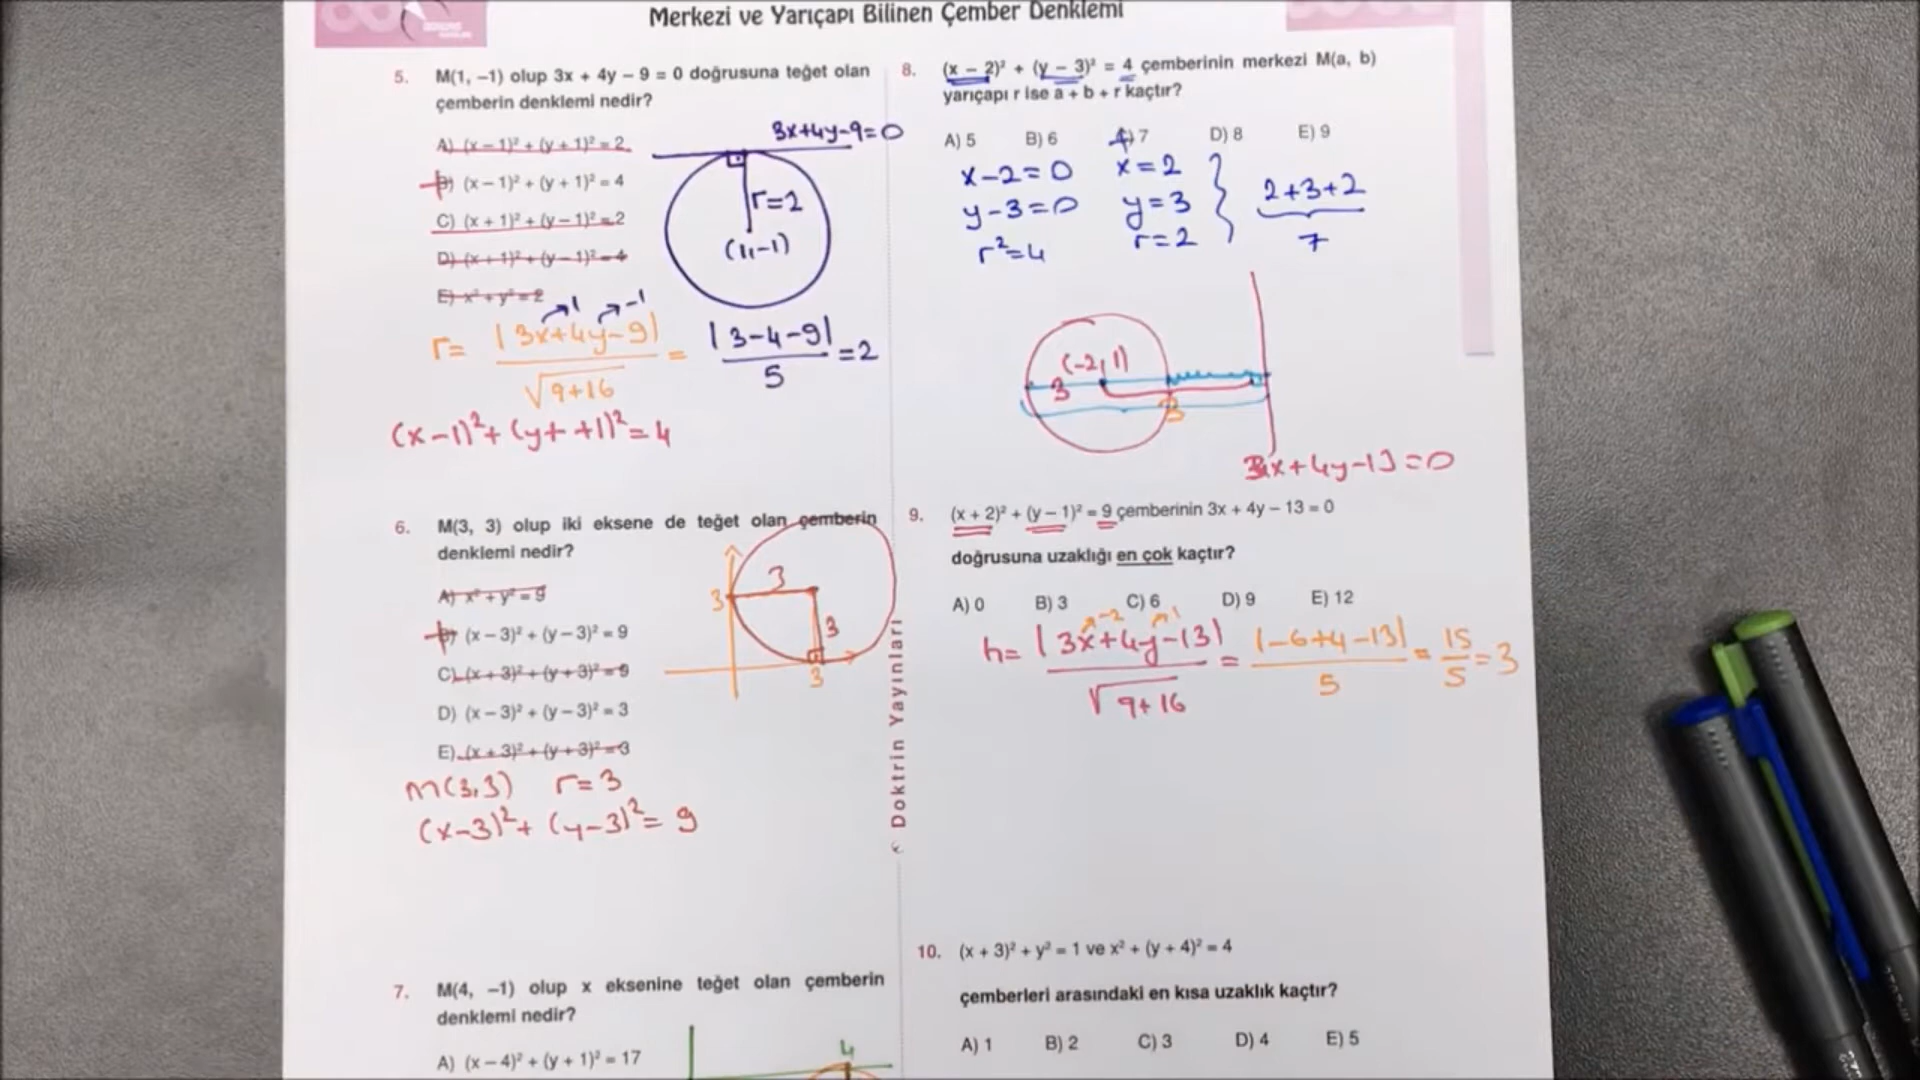 Merkezi ve Yarıçapı Bilinen Çember Denklemi
5. M(1, –1) olup 3x + 4y – 9 = 0 doğrusuna teğet olan
çemberin denklemi nedir?
A) (x – 1)² + (y + 1)² = 2
B) (x – 1)² + (y + 1)² = 4
C) (x + 1)² + (y – 1)² = 2
D) (x + 1)² + (y – 1)² = 4
E) x² + y² = 2
3x+4y-9=0
r=2
(1,-1)
1 -1
r= |3x+4y-9| / √9+16 = |3-4-9| / 5 = 2
(x-1)²+(y+ +1)²=4
6. M(3, 3) olup iki eksene de teğet olan çemberin
denklemi nedir?
A) x² + y² = 9
B) (x – 3)² + (y – 3)² = 9
C) (x + 3)² + (y + 3)² = 9
D) (x – 3)² + (y – 3)² = 3
E) (x + 3)² + (y + 3)² = 3
3
3
3
3
M(3,3) r=3
(x-3)²+(y-3)²=9
7. M(4, –1) olup x eksenine teğet olan çemberin
denklemi nedir?
A) (x – 4)² + (y + 1)² = 17
4
© Doktrin Yayınları
8. (x – 2)² + (y – 3)² = 4 çemberinin merkezi M(a, b)
yarıçapı r ise a + b + r kaçtır?
A) 5 B) 6 C) 7 D) 8 E) 9
x-2=0 x=2
y-3=0 y=3 2+3+2
r²=4 r=2 7
(-2,1)
3
3
3x+4y-13=0
9. (x + 2)² + (y – 1)² = 9 çemberinin 3x + 4y – 13 = 0
doğrusuna uzaklığı en çok kaçtır?
A) 0 B) 3 C) 6 D) 9 E) 12
-2 1
h= |3x+4y-13| / √9+16 = |-6+4-13| / 5 = 15/5 = 3
10. (x + 3)² + y² = 1 ve x² + (y + 4)² = 4
çemberleri arasındaki en kısa uzaklık kaçtır?
A) 1 B) 2 C) 3 D) 4 E) 5